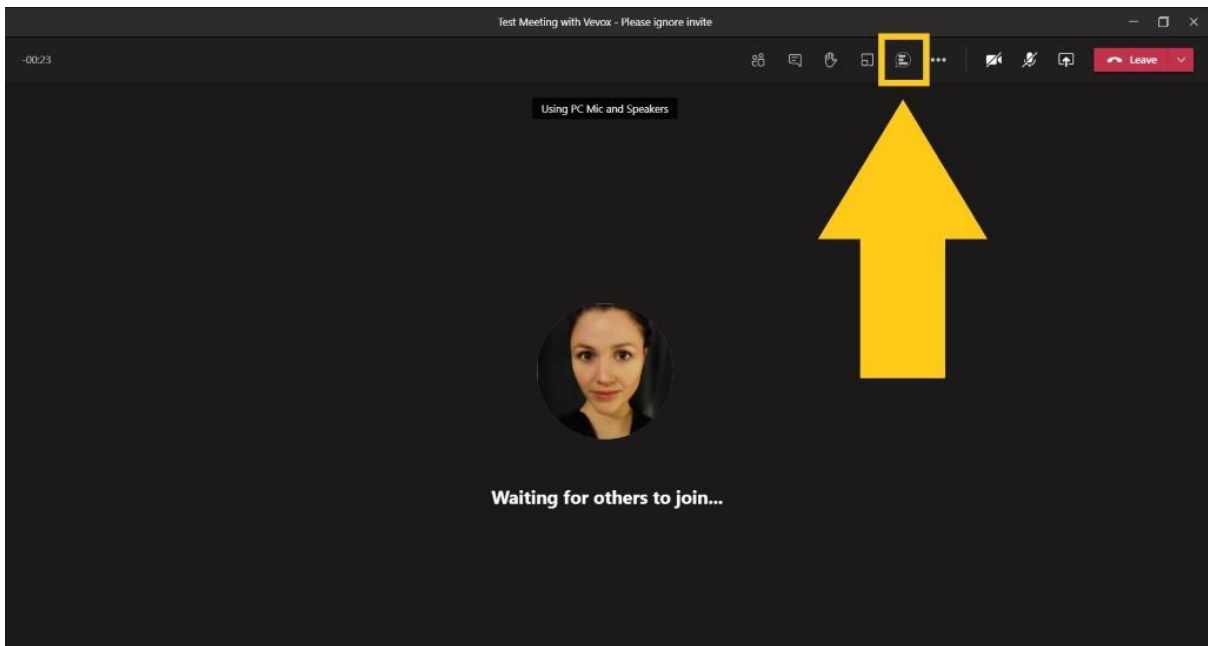 Test Meeting with Vevox - Please ignore invite
-00:23
Leave
Using PC Mic and Speakers
Waiting for others to join...